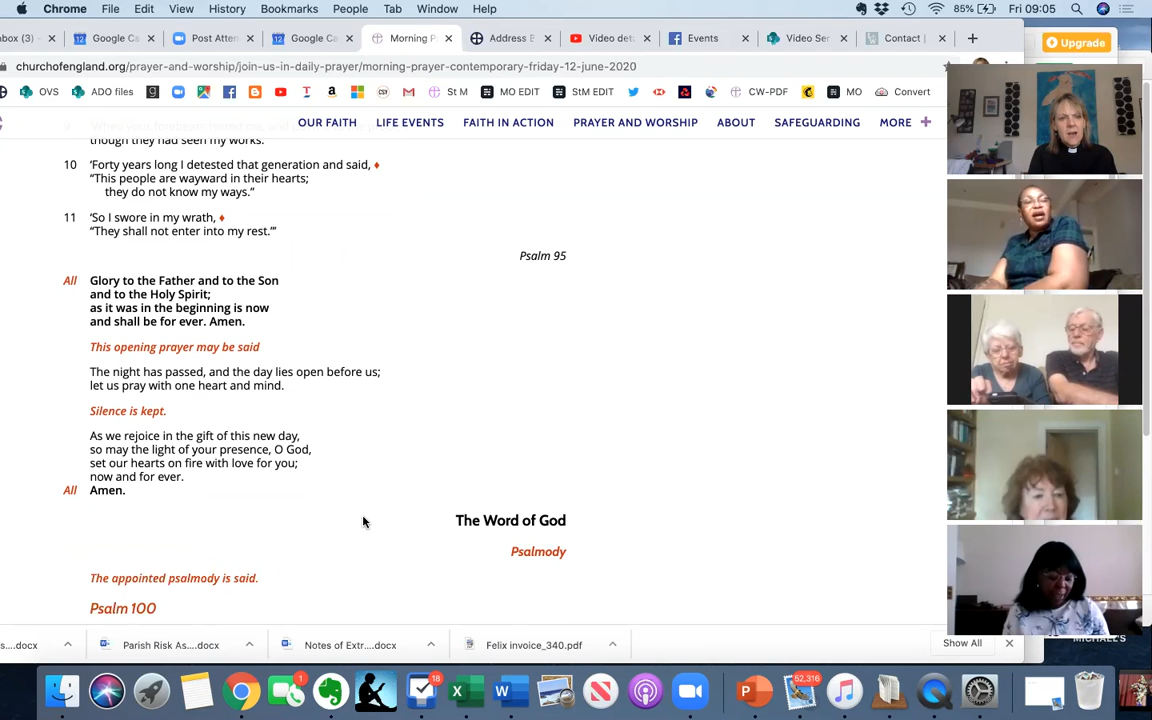 Chrome File Edit View History Bookmarks People Tab Window Help 85% Fri 09:05
nbox (3) Google Ca Post Atten Google Ca Morning P Address B Video det Events Video Ser Contact |
churchofengland.org/prayer-and-worship/join-us-in-daily-prayer/morning-prayer-contemporary-friday-12-june-2020
Upgrade
OVS ADO files St M MO EDIT StM EDIT CW-PDF MO Convert
OUR FAITH LIFE EVENTS FAITH IN ACTION PRAYER AND WORSHIP ABOUT SAFEGUARDING MORE +
though they had seen my works.
10 ‘Forty years long I detested that generation and said, ♦
“This people are wayward in their hearts;
they do not know my ways.”
11 ‘So I swore in my wrath, ♦
“They shall not enter into my rest.”’
Psalm 95
All Glory to the Father and to the Son
and to the Holy Spirit;
as it was in the beginning is now
and shall be for ever. Amen.
This opening prayer may be said
The night has passed, and the day lies open before us;
let us pray with one heart and mind.
Silence is kept.
As we rejoice in the gift of this new day,
so may the light of your presence, O God,
set our hearts on fire with love for you;
now and for ever.
All Amen.
The Word of God
Psalmody
The appointed psalmody is said.
Psalm 100
s....docx Parish Risk As....docx Notes of Extr....docx Felix invoice_340.pdf Show All
MICHAEL'S
1 18 52,316